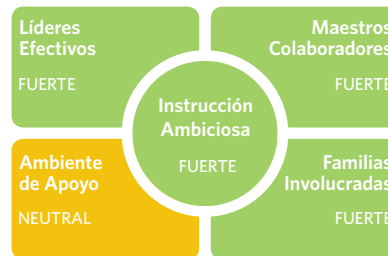 Líderes
Efectivos
FUERTE
Maestros
Colaboradores
FUERTE
Instrucción
Ambiciosa
FUERTE
Ambiente
de Apoyo
NEUTRAL
Familias
Involucradas
FUERTE